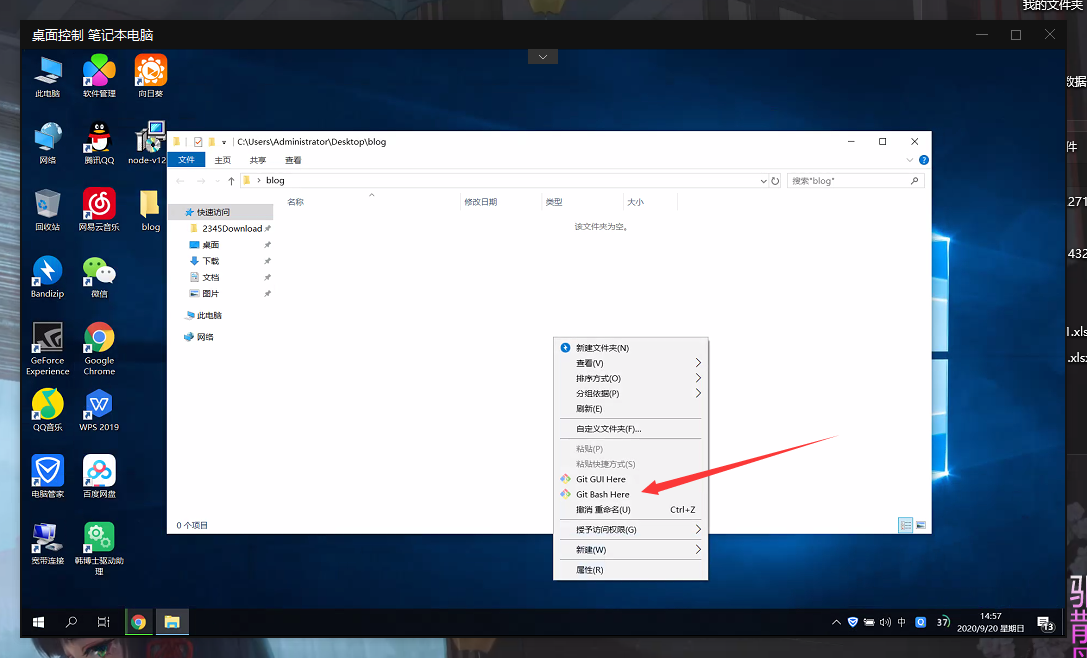 我的文件夹
桌面控制 笔记本电脑
此电脑
软件管理
向日葵
网络
腾讯QQ
node-v12
回收站
网易云音乐
blog
Bandizip
微信
GeForce Experience
Google Chrome
QQ音乐
WPS 2019
电脑管家
百度网盘
宽带连接
韩博士驱动助理
C:\Users\Administrator\Desktop\blog
文件 主页 共享 查看
blog
搜索"blog"
名称 修改日期 类型 大小
该文件夹为空。
快速访问
2345Download
桌面
下载
文档
图片
此电脑
网络
0 个项目
新建文件夹(N)
查看(V)
排序方式(O)
分组依据(P)
刷新(E)
自定义文件夹(F)...
粘贴(P)
粘贴快捷方式(S)
Git GUI Here
Git Bash Here
撤消 重命名(U) Ctrl+Z
授予访问权限(G)
新建(W)
属性(R)
数据
件
271
432
1.xls
.xls
中
37
14:57
2020/9/20 星期日
13